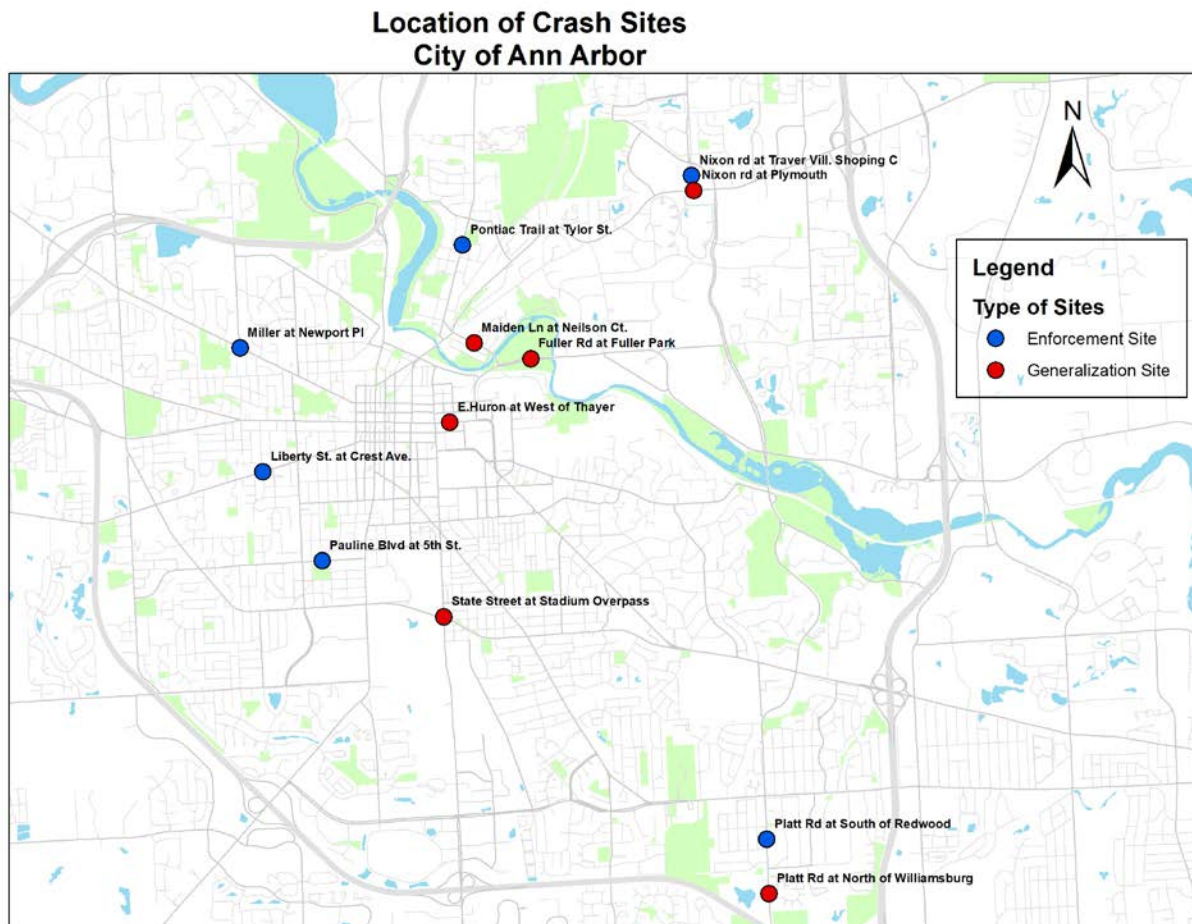 Location of Crash Sites
City of Ann Arbor
N
Nixon rd at Traver Vill. Shoping C
Nixon rd at Plymouth
Pontiac Trail at Tylor St.
Legend
Type of Sites
Enforcement Site
Generalization Site
Miller at Newport Pl
Maiden Ln at Neilson Ct.
Fuller Rd at Fuller Park
E.Huron at West of Thayer
Liberty St. at Crest Ave.
Pauline Blvd at 5th St.
State Street at Stadium Overpass
Platt Rd at South of Redwood
Platt Rd at North of Williamsburg